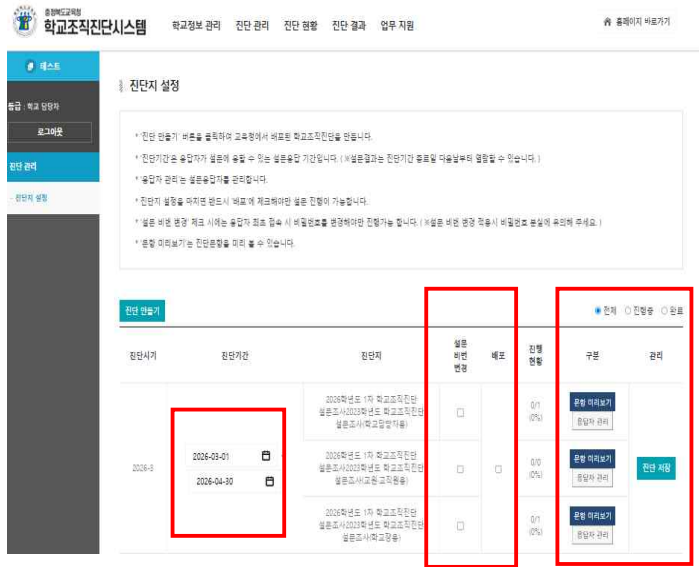 충청북도교육청
학교조직진단시스템
학교정보 관리 진단 관리 진단 현황 진단 결과 업무 지원
홈페이지 바로가기
테스트
등급 : 학교 담당자
로그아웃
진단 관리
- 진단지 설정
진단지 설정
* '진단 만들기' 버튼을 클릭하여 교육청에서 배포된 학교조직진단을 만듭니다.
* '진단기간'은 응답자가 설문에 응할 수 있는 설문응답 기간입니다. ( ※설문결과는 진단기간 종료일 다음날부터 열람할 수 있습니다. )
* '응답자 관리'는 설문응답자를 관리합니다.
* 진단지 설정을 마치면 반드시 '배포'에 체크해야만 설문 진행이 가능합니다.
* '설문 비번 변경' 체크 시에는 응답자 최초 접속 시 비밀번호를 변경해야만 진행가능 합니다. ( ※설문 비번 변경 적용시 비밀번호 분실에 유의해 주세요. )
* '문항 미리보기'는 진단문항을 미리 볼 수 있습니다.
진단 만들기
전체 진행중 완료
진단시기 진단기간 진단지 설문 비번 변경 배포 진행 현황 구분 관리
2026-3
2026-03-01
2026-04-30
2026학년도 1차 학교조직진단
설문조사2023학년도 학교조직진단
설문조사(학교담당자용)
0/1
(0%)
문항 미리보기
응답자 관리
2026학년도 1차 학교조직진단
설문조사2023학년도 학교조직진단
설문조사(교원·교직원용)
0/0
(0%)
문항 미리보기
응답자 관리
진단 저장
2026학년도 1차 학교조직진단
설문조사2023학년도 학교조직진단
설문조사(학교장용)
0/1
(0%)
문항 미리보기
응답자 관리